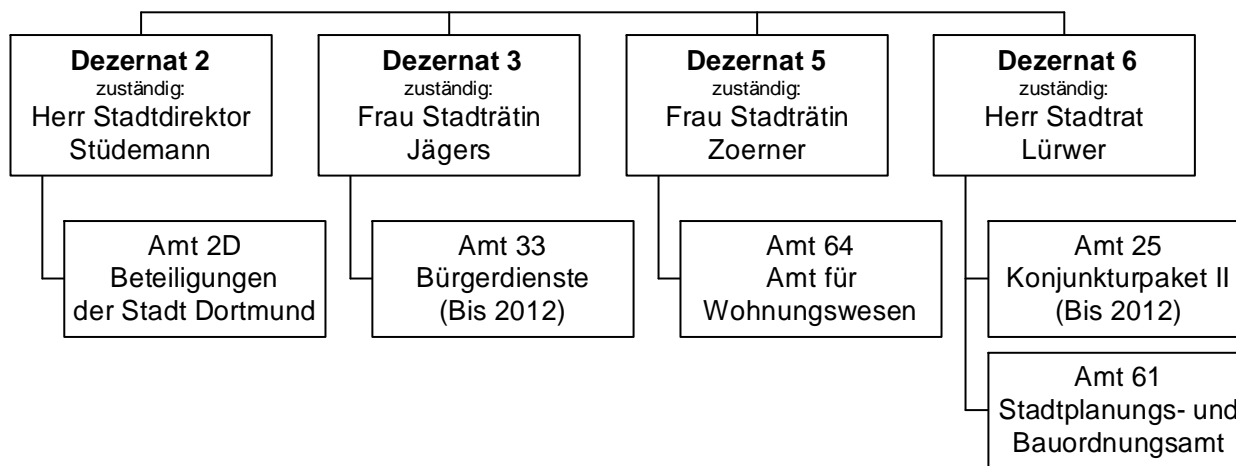 Dezernat 2
zuständig:
Herr Stadtdirektor
Stüdemann
Dezernat 3
zuständig:
Frau Stadträtin
Jägers
Dezernat 5
zuständig:
Frau Stadträtin
Zoerner
Dezernat 6
zuständig:
Herr Stadtrat
Lürwer
Amt 2D
Beteiligungen
der Stadt Dortmund
Amt 33
Bürgerdienste
(Bis 2012)
Amt 64
Amt für
Wohnungswesen
Amt 25
Konjunkturpaket II
(Bis 2012)
Amt 61
Stadtplanungs- und
Bauordnungsamt